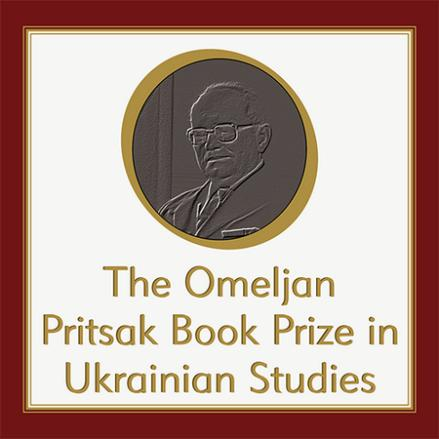 The Omeljan
Pritsak Book Prize in
Ukrainian Studies